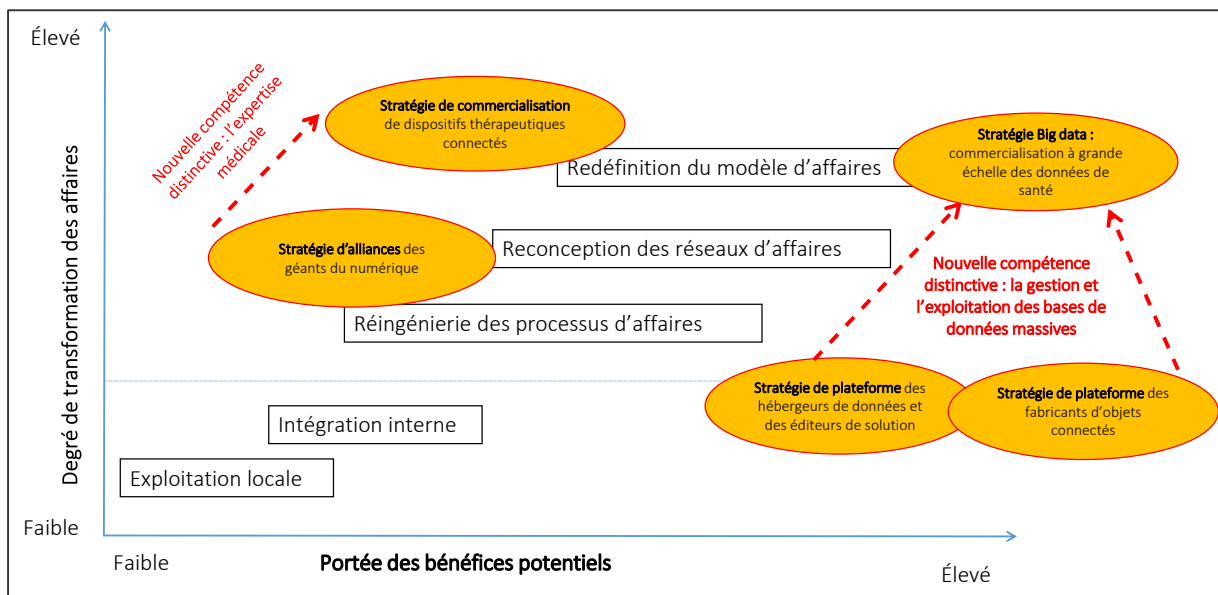 Élevé
Degré de transformation des affaires
Faible
Nouvelle compétence
distinctive : l'expertise
médicale
Stratégie de commercialisation
de dispositifs thérapeutiques
connectés
Stratégie Big data :
commercialisation à grande
échelle des données de
santé
Redéfinition du modèle d'affaires
Stratégie d'alliances des
géants du numérique
Reconception des réseaux d'affaires
Nouvelle compétence
distinctive : la gestion et
l'exploitation des bases de
données massives
Réingénierie des processus d'affaires
Stratégie de plateforme des
hébergeurs de données et
des éditeurs de solution
Stratégie de plateforme des
fabricants d'objets
connectés
Intégration interne
Exploitation locale
Faible
Portée des bénéfices potentiels
Élevé